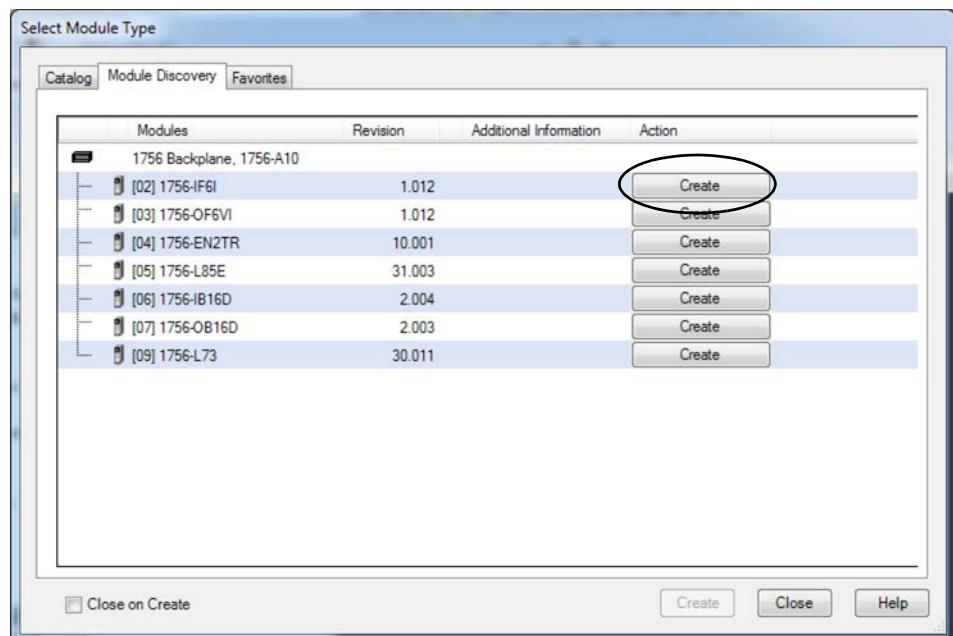 Select Module Type
Catalog Module Discovery Favorites
Modules Revision Additional Information Action
1756 Backplane, 1756-A10
[02] 1756-IF6I 1.012 Create
[03] 1756-OF6VI 1.012 Create
[04] 1756-EN2TR 10.001 Create
[05] 1756-L85E 31.003 Create
[06] 1756-IB16D 2.004 Create
[07] 1756-OB16D 2.003 Create
[09] 1756-L73 30.011 Create
Close on Create Create Close Help